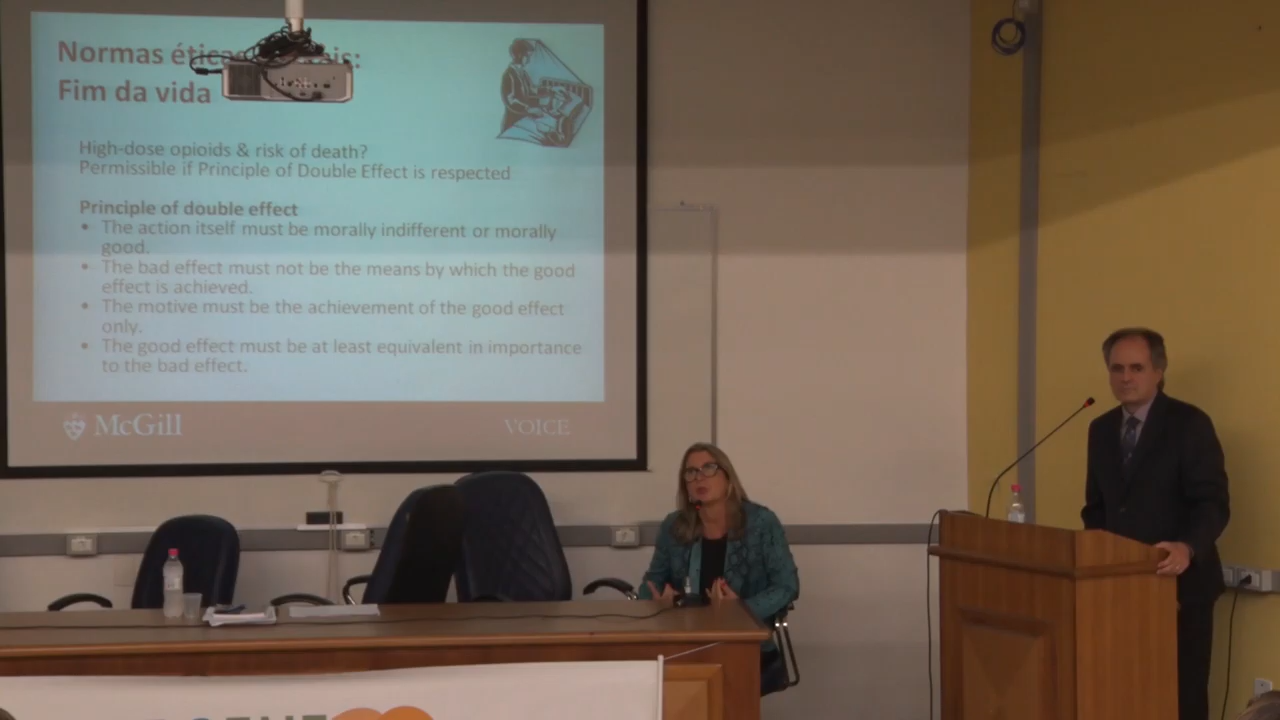 Normas éticas
Fim da vida
High-dose opioids & risk of death?
Permissible if Principle of Double Effect is respected
Principle of double effect
• The action itself must be morally indifferent or morally
good.
• The bad effect must not be the means by which the good
effect is achieved.
• The motive must be the achievement of the good effect
only.
• The good effect must be at least equivalent in importance
to the bad effect.
McGill
VOICE